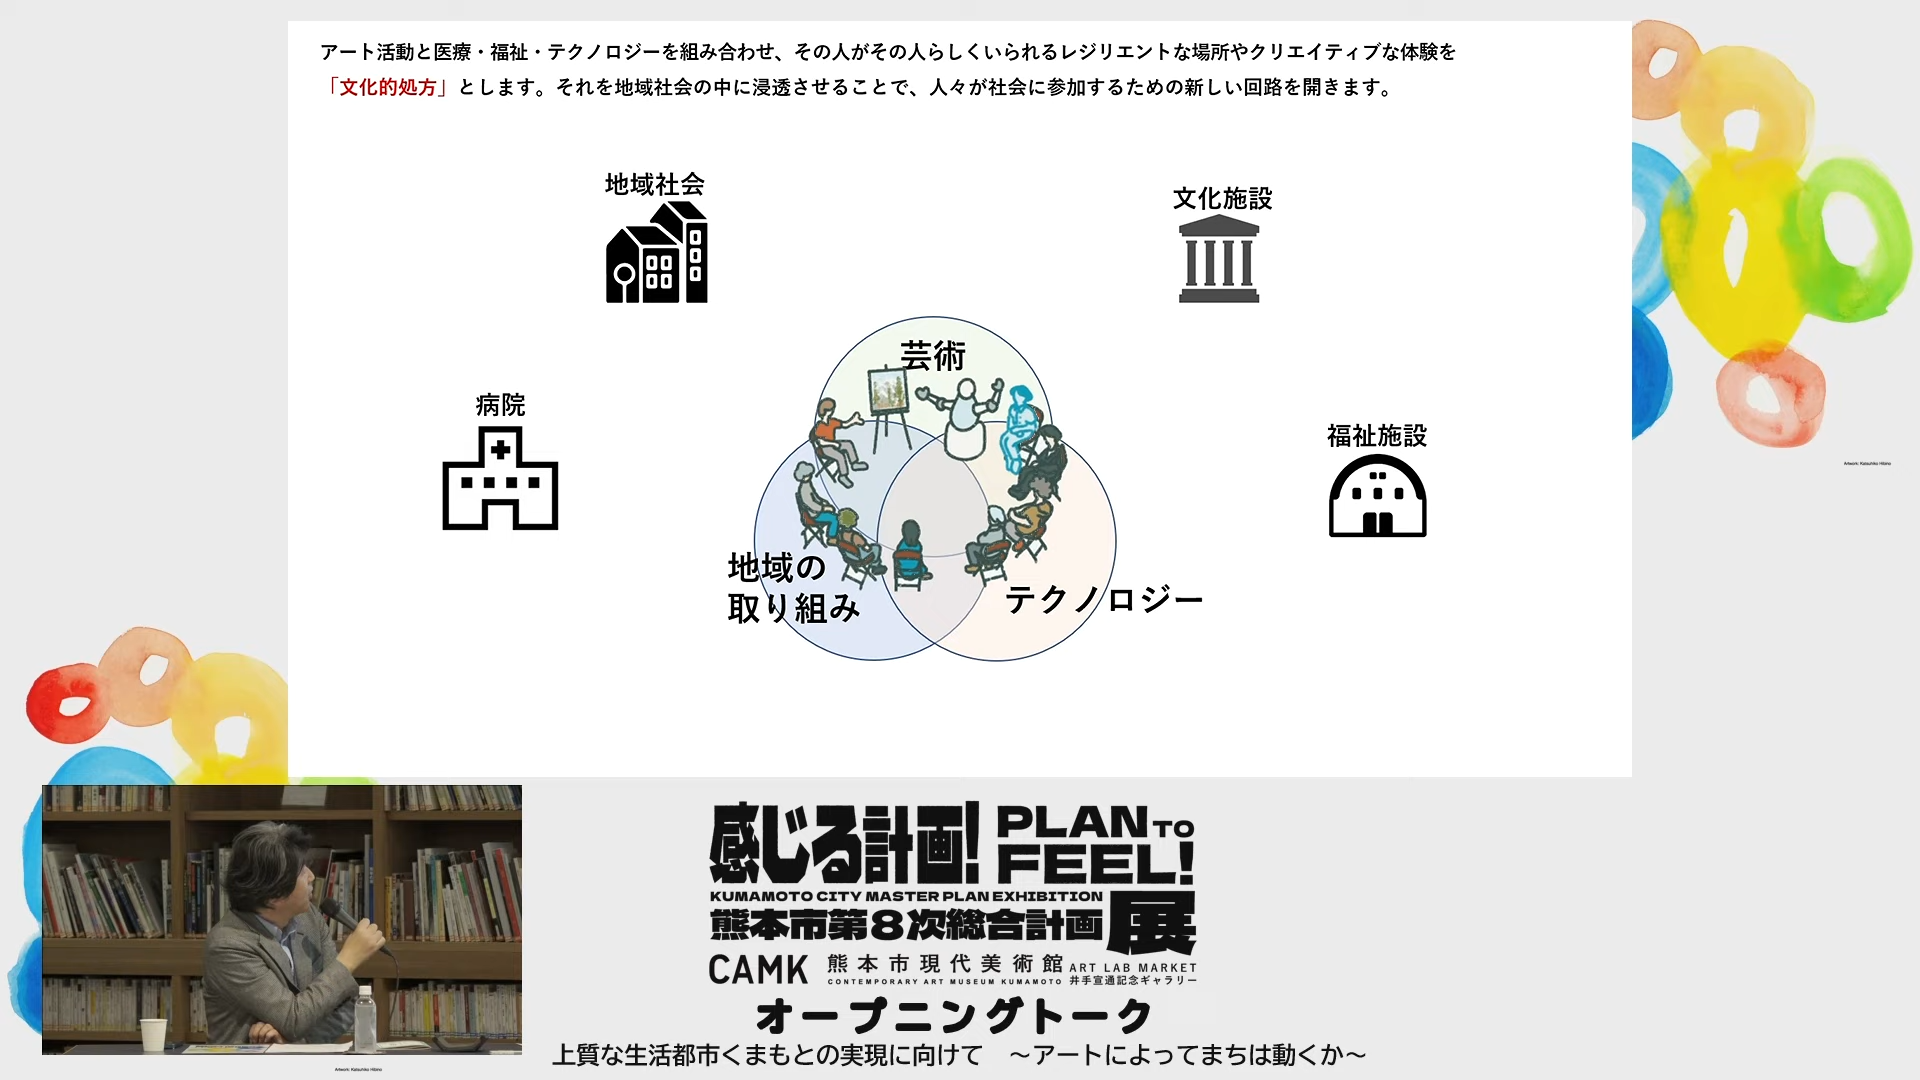 アート活動と医療・福祉・テクノロジーを組み合わせ、その人がその人らしくいられるレジリエントな場所やクリエイティブな体験を
「文化的処方」とします。それを地域社会の中に浸透させることで、人々が社会に参加するための新しい回路を開きます。
地域社会
文化施設
芸術
病院
福祉施設
地域の
取り組み
テクノロジー
Artwork: Katsuhiko Hibino
感じる計画!
PLAN TO
FEEL!
KUMAMOTO CITY MASTER PLAN EXHIBITION
熊本市第8次総合計画展
CAMK
熊本市現代美術館
CONTEMPORARY ART MUSEUM KUMAMOTO
ART LAB MARKET
井手宣通記念ギャラリー
オープニングトーク
上質な生活都市くまもとの実現に向けて　～アートによってまちは動くか～
Artwork: Katsuhiko Hibino